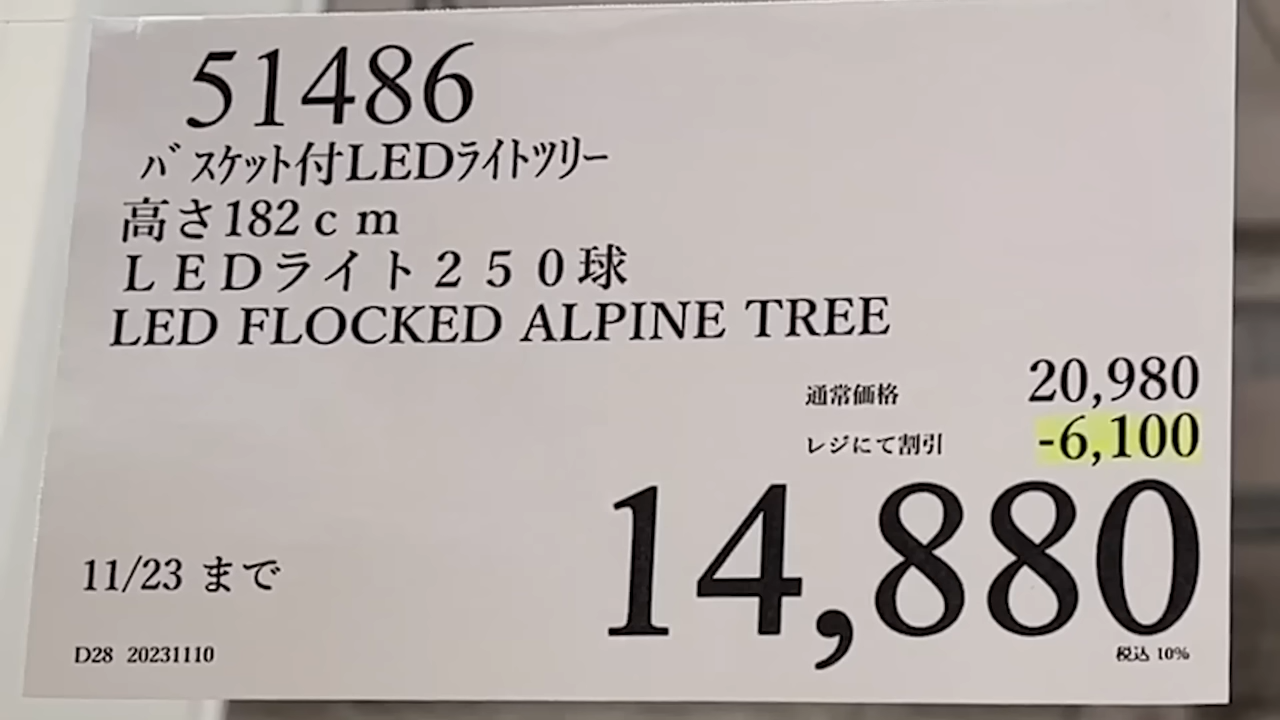 51486
バスケット付LEDライトツリー
高さ182ｃｍ
ＬＥＤライト２５０球
LED FLOCKED ALPINE TREE
通常価格 20,980
レジにて割引 -6,100
14,880
11/23 まで
D28 20231110
税込 10%